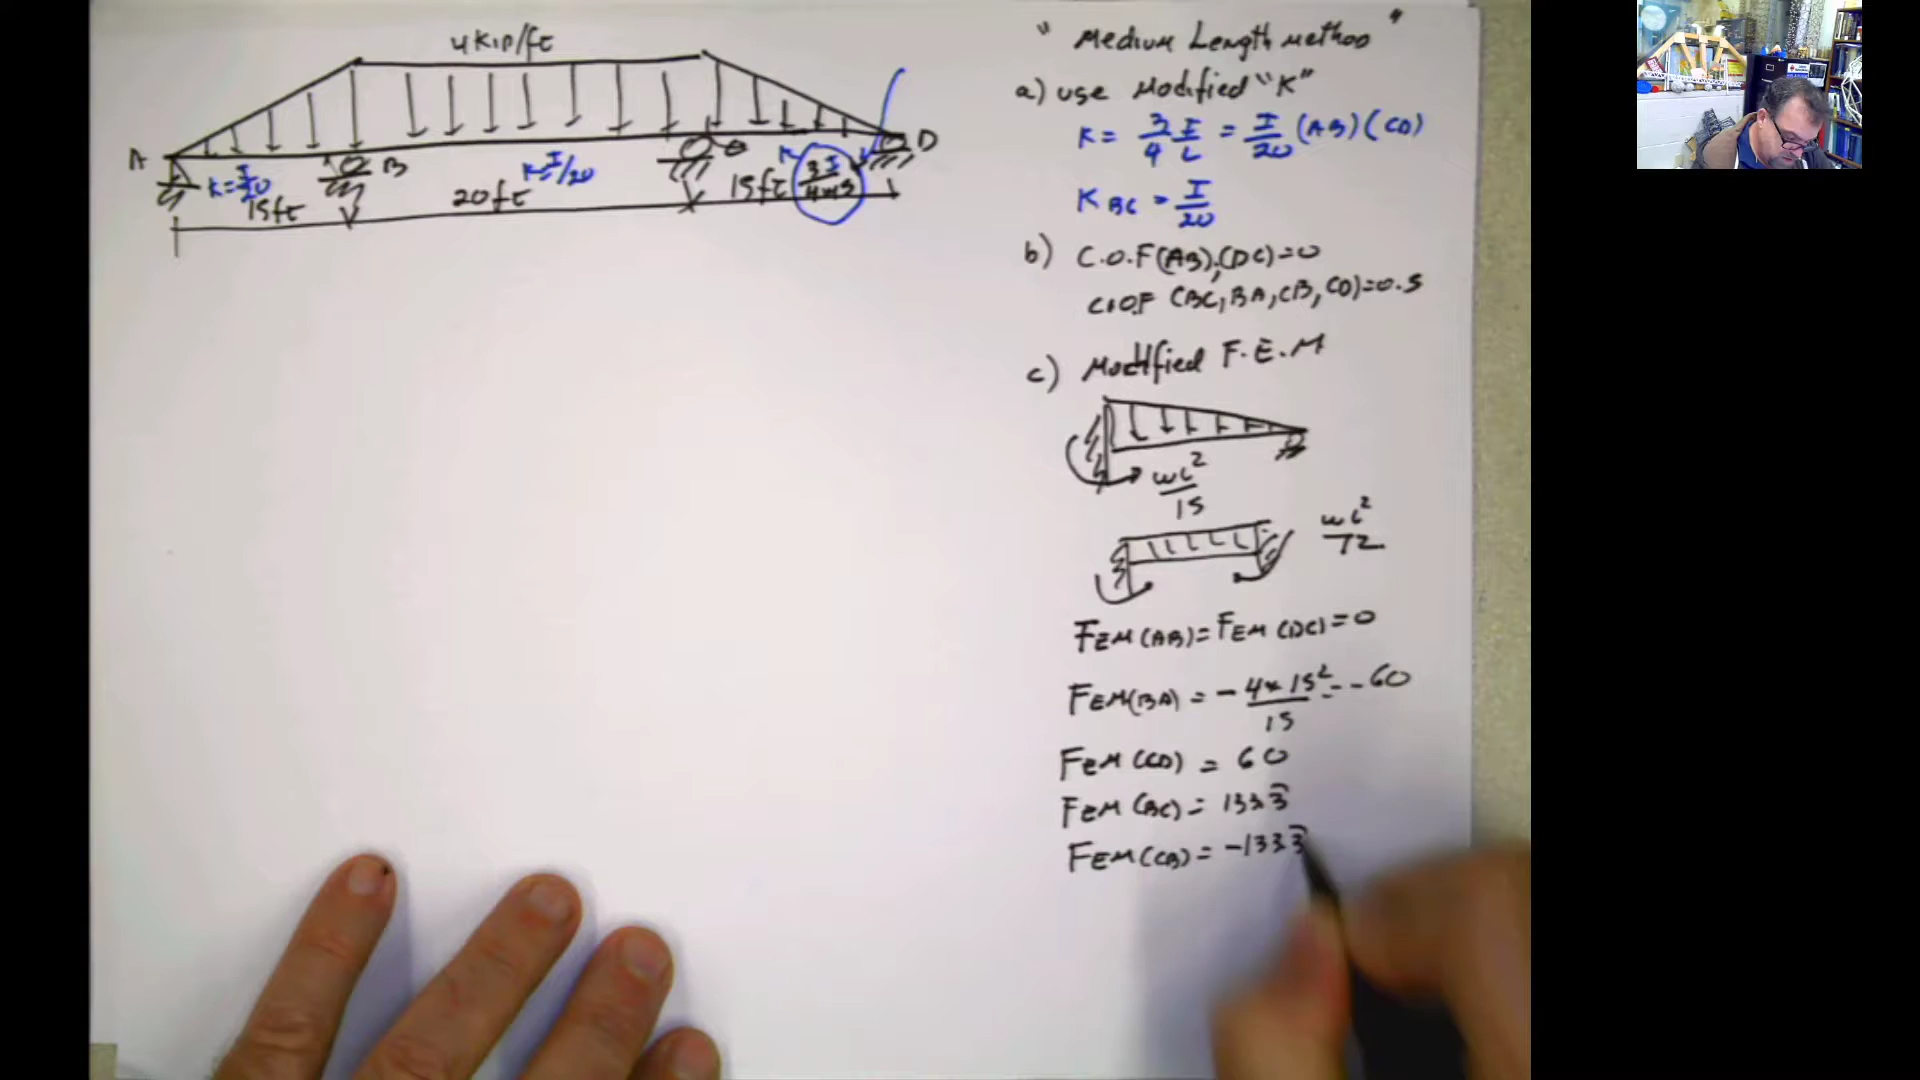 4 KIP/ft
A
B
D
K=I/20
K=I/20
K
3 I
4×15
15ft
20ft
15ft
" Medium Length method "
a) use Modified "K"
K = 3/4 I/L = I/20 (AB)(CD)
K BC = I/20
b) C.O.F(AB),(DC)=0
C.O.F (BC,BA,CB,CD)=0.5
c) Modified F.E.M
wL²/15
wL²/12
FEM(AB)=FEM(DC)=0
FEM(BA) = -4×15²/15 = -60
FEM(CD) = 60
FEM(BC) = 133.3̅
FEM(CB) = -133.3̅